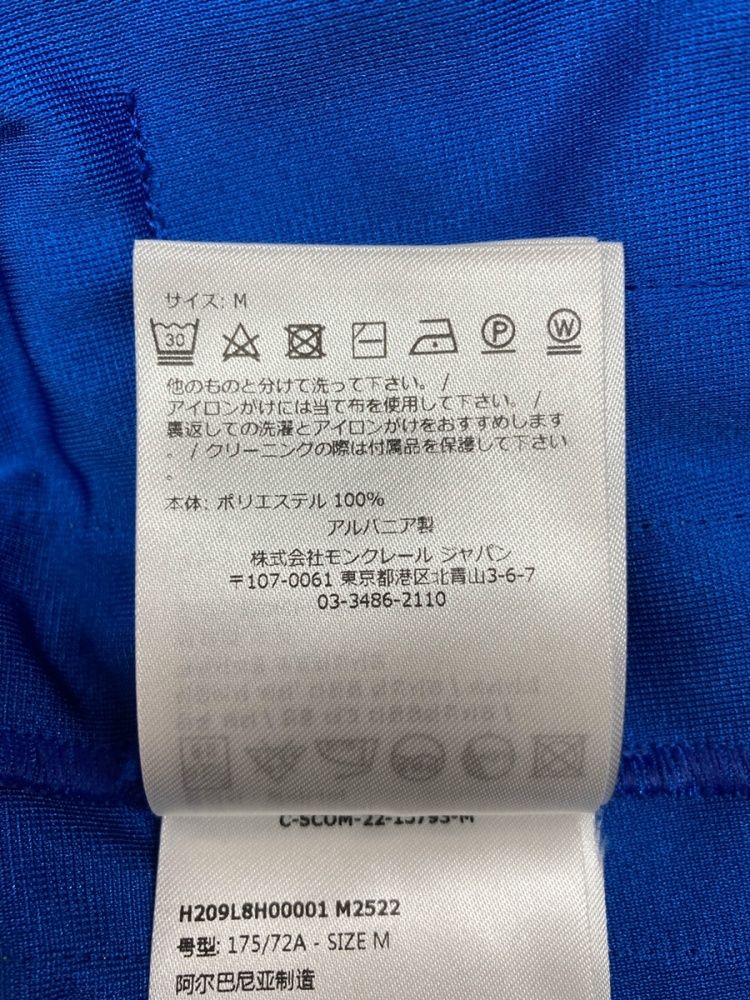 サイズ: M
30
P
W
他のものと分けて洗って下さい。 /
アイロンがけには当て布を使用して下さい。 /
裏返しての洗濯とアイロンがけをおすすめします
。 / クリーニングの際は付属品を保護して下さい
。
本体: ポリエステル 100%
アルバニア製
株式会社モンクレール ジャパン
〒107-0061 東京都港区北青山3-6-7
03-3486-2110
C-SCOM-22-15793-M
H209L8H00001 M2522
号型: 175/72A - SIZE M
阿尔巴尼亚制造